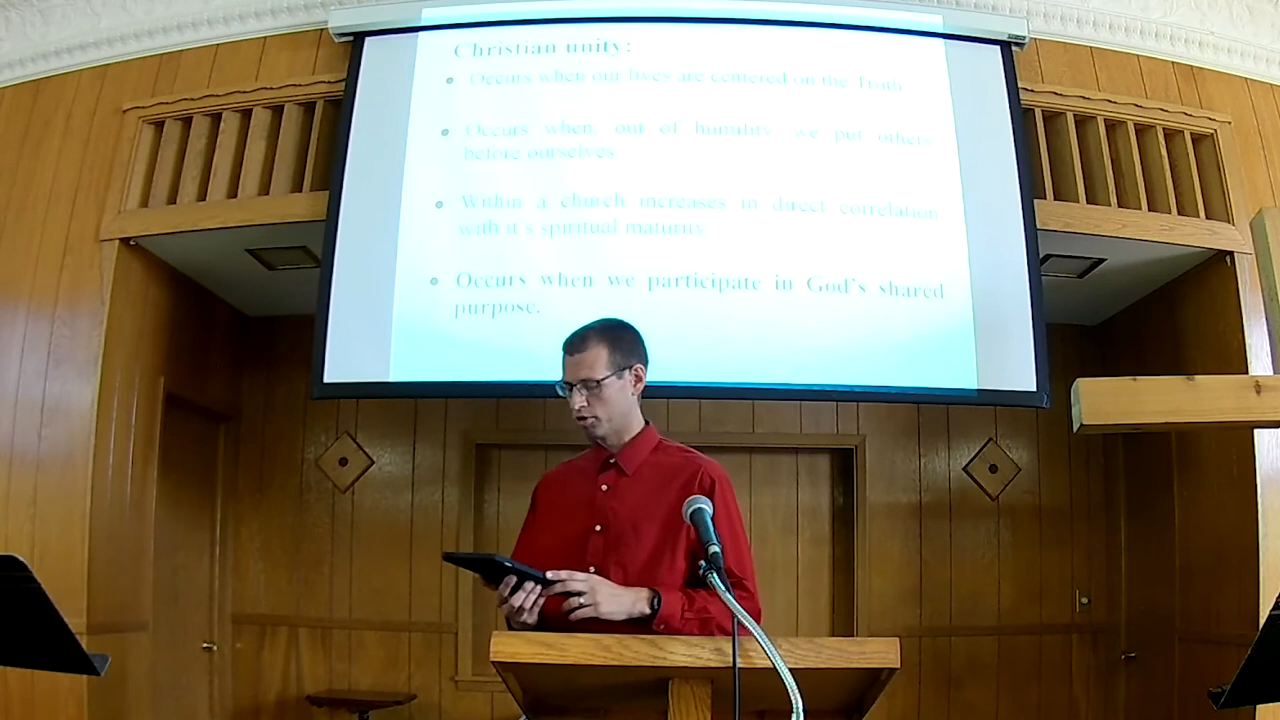 Christian unity:
Occurs when our lives are centered on the Truth
Occurs when, out of humility, we put others
before ourselves
Within a church increases in direct correlation
with it's spiritual maturity
Occurs when we participate in God's shared
purpose.